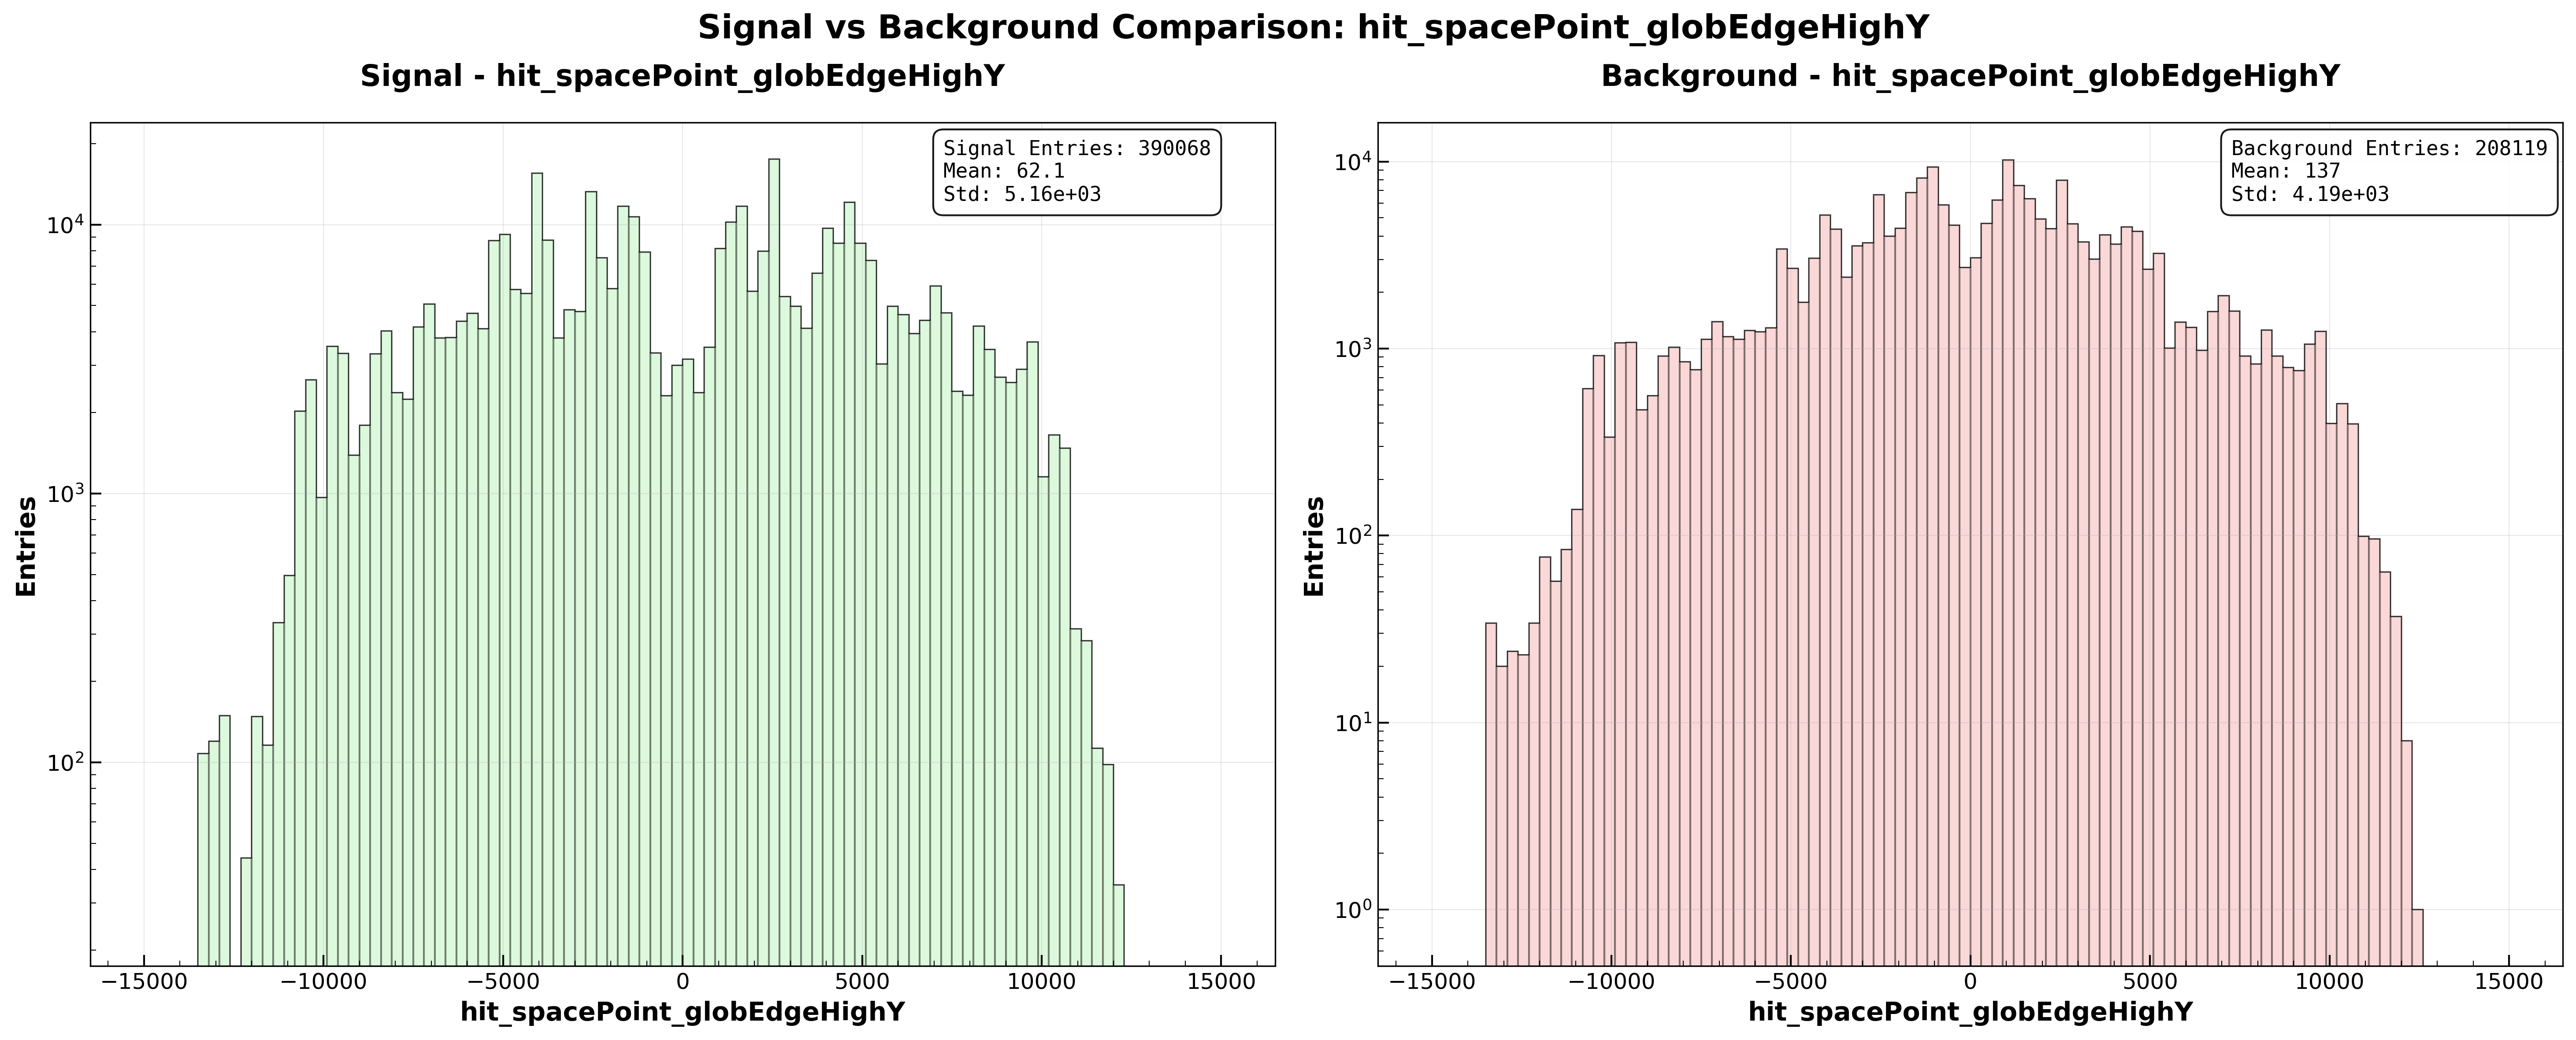 Signal vs Background Comparison: hit_spacePoint_globEdgeHighY
Signal - hit_spacePoint_globEdgeHighY
Signal Entries: 390068
Mean: 62.1
Std: 5.16e+03
Entries
10^4
10^3
10^2
−15000 −10000 −5000 0 5000 10000 15000
hit_spacePoint_globEdgeHighY
Background - hit_spacePoint_globEdgeHighY
Background Entries: 208119
Mean: 137
Std: 4.19e+03
Entries
10^4
10^3
10^2
10^1
10^0
−15000 −10000 −5000 0 5000 10000 15000
hit_spacePoint_globEdgeHighY